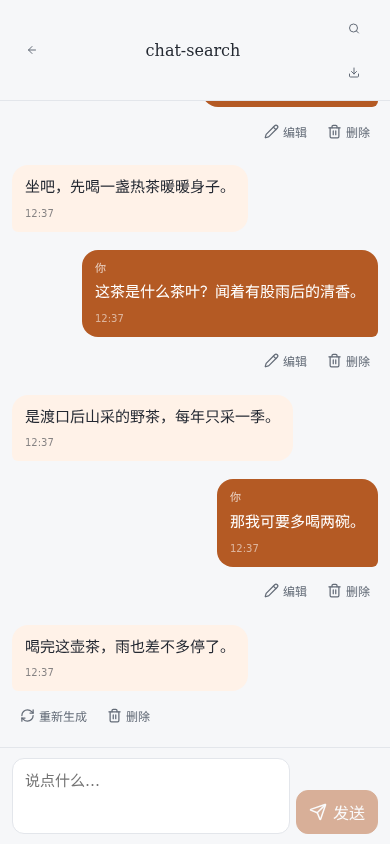 chat-search
编辑 删除
坐吧，先喝一盏热茶暖暖身子。
12:37
你
这茶是什么茶叶？闻着有股雨后的清香。
12:37
编辑 删除
是渡口后山采的野茶，每年只采一季。
12:37
你
那我可要多喝两碗。
12:37
编辑 删除
喝完这壶茶，雨也差不多停了。
12:37
重新生成 删除
说点什么…
发送